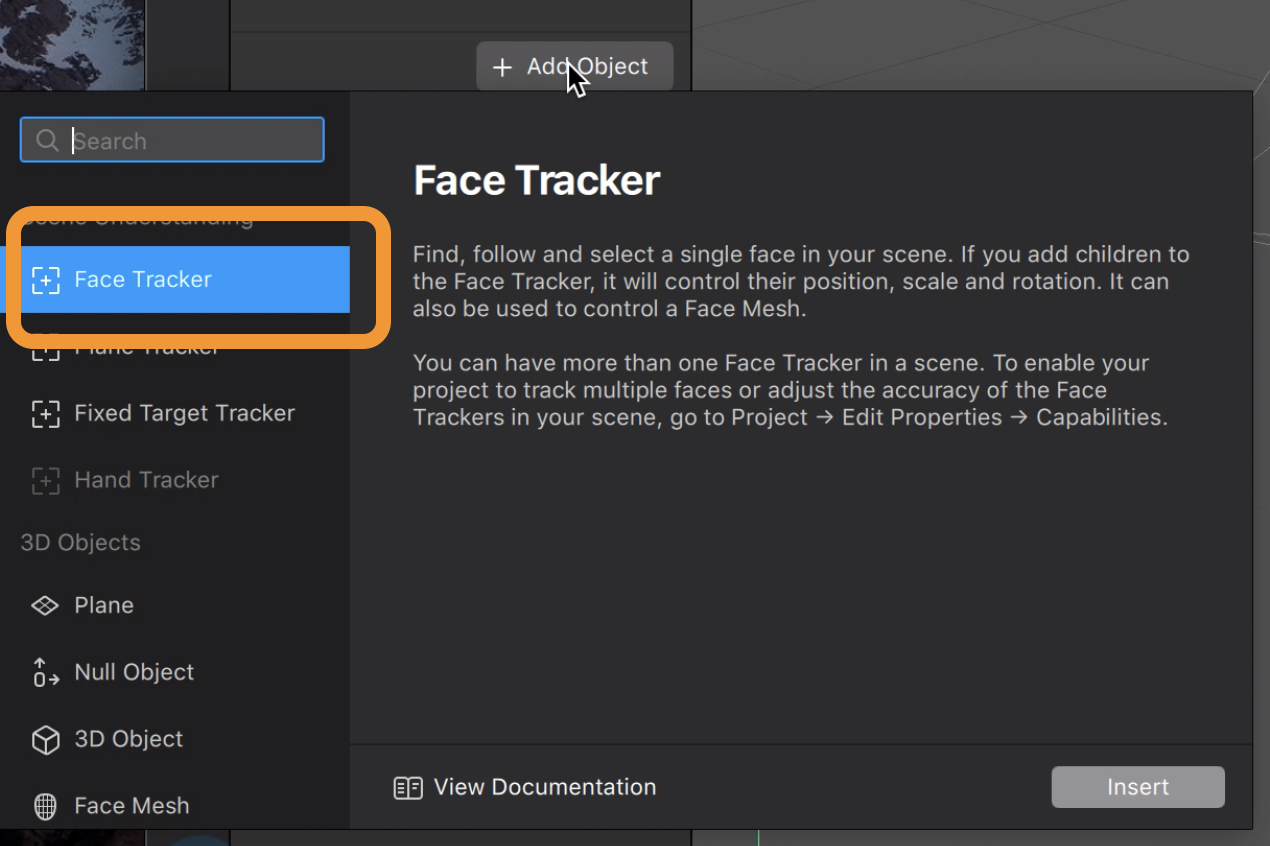 + Add Object
Search
Scene Understanding
Face Tracker
Plane Tracker
Fixed Target Tracker
Hand Tracker
3D Objects
Plane
Null Object
3D Object
Face Mesh
Face Tracker
Find, follow and select a single face in your scene. If you add children to
the Face Tracker, it will control their position, scale and rotation. It can
also be used to control a Face Mesh.
You can have more than one Face Tracker in a scene. To enable your
project to track multiple faces or adjust the accuracy of the Face
Trackers in your scene, go to Project → Edit Properties → Capabilities.
View Documentation
Insert